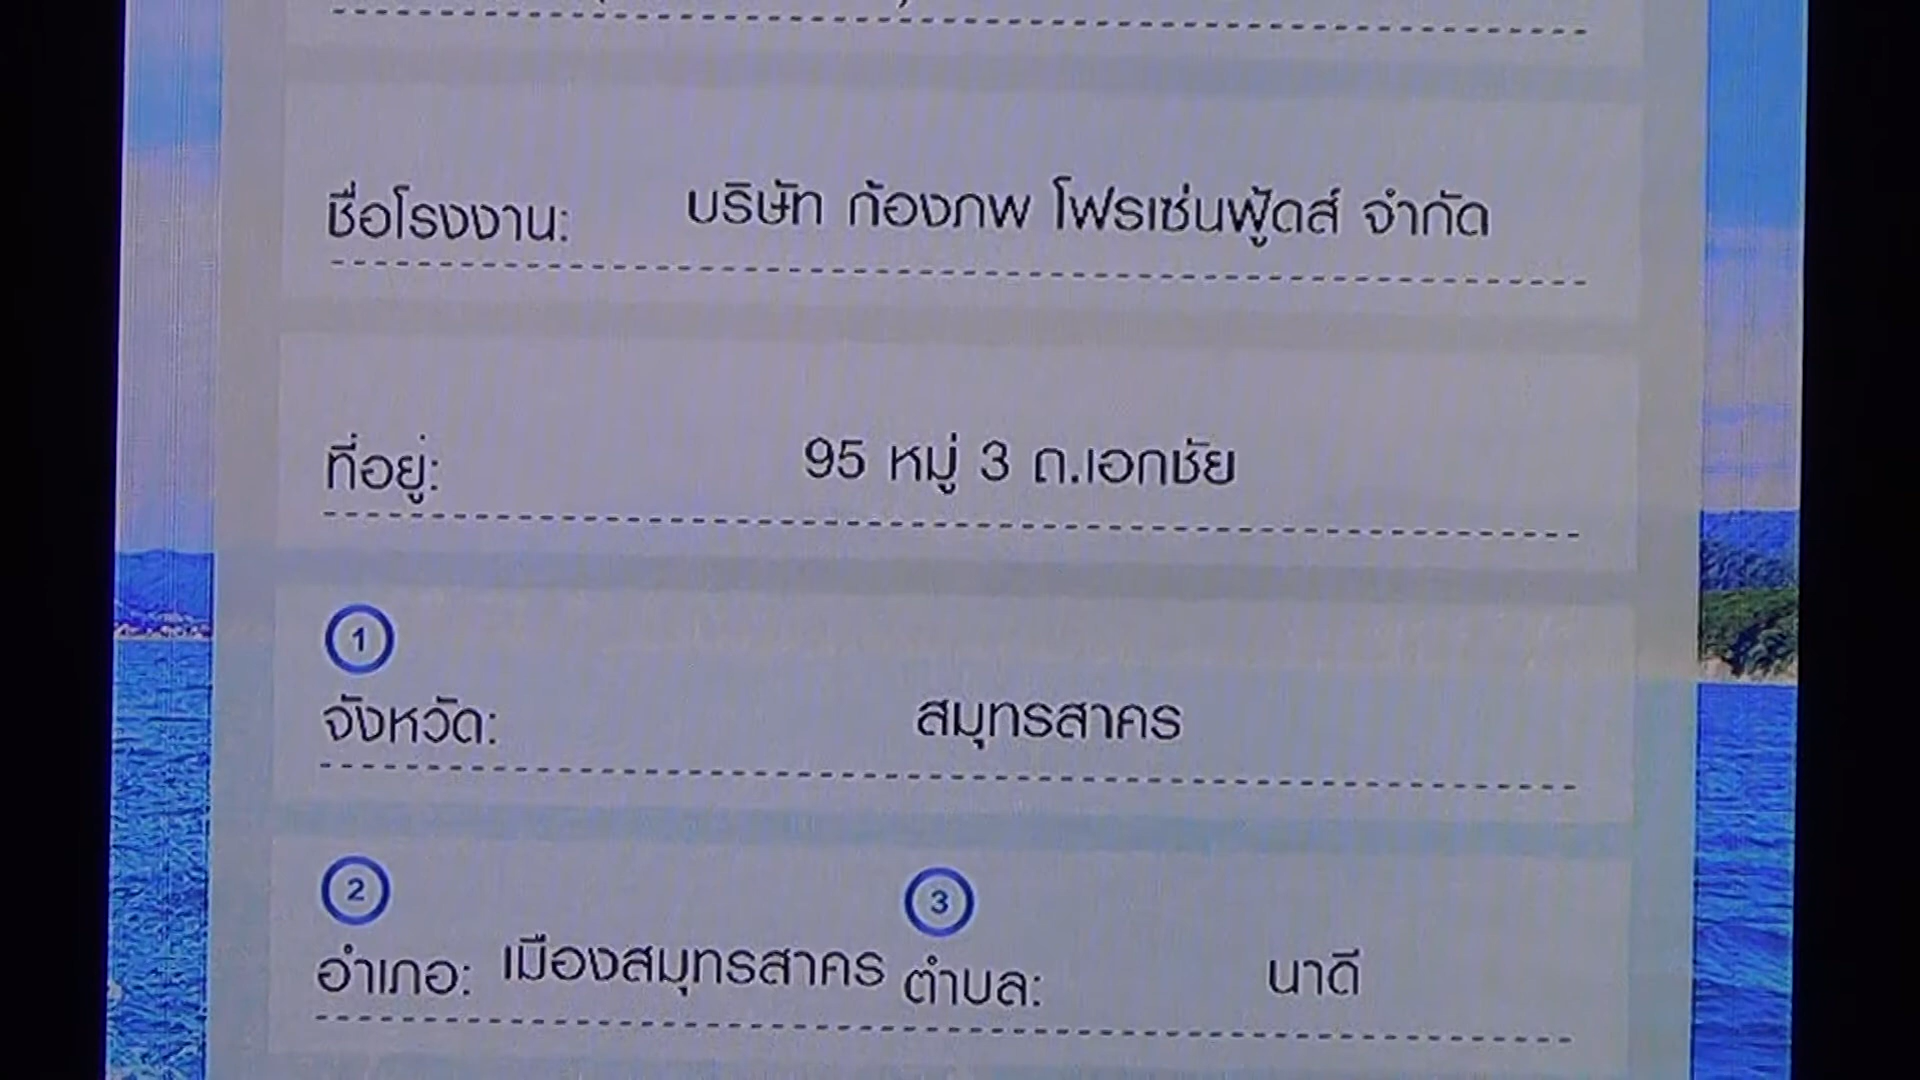 ชื่อโรงงาน: บริษัท ก้องภพ โฟรเซ่นฟู้ดส์ จำกัด
ที่อยู่: 95 หมู่ 3 ถ.เอกชัย
1
จังหวัด: สมุทรสาคร
2 3
อำเภอ: เมืองสมุทรสาคร ตำบล: นาดี